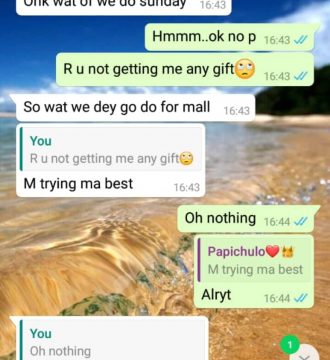 Ohk wat of we do sunday 16:43
Hmmm..ok no p 16:43
R u not getting me any gift🙄 16:43
So wat we dey go do for mall 16:43
You
R u not getting me any gift🙄
M trying ma best 16:43
Oh nothing 16:44
Papichulo❤️👑
M trying ma best
Alryt 16:44
1
You
Oh nothing